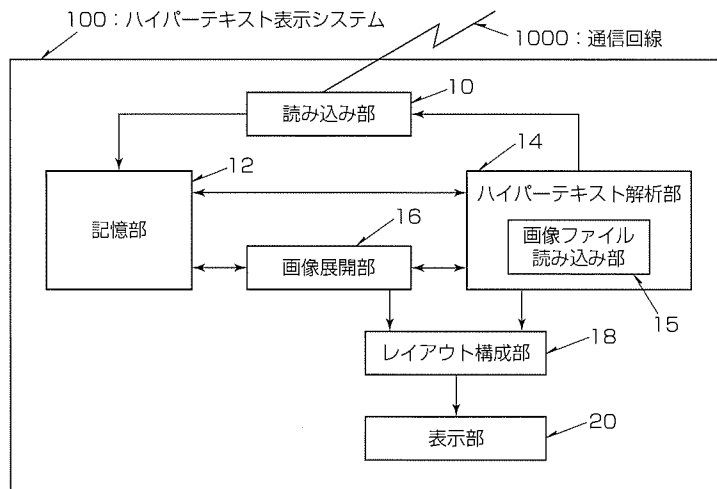 100：ハイパーテキスト表示システム
1000：通信回線
10
読み込み部
14
12
ハイパーテキスト解析部
記憶部
16
画像ファイル
読み込み部
画像展開部
15
18
レイアウト構成部
20
表示部